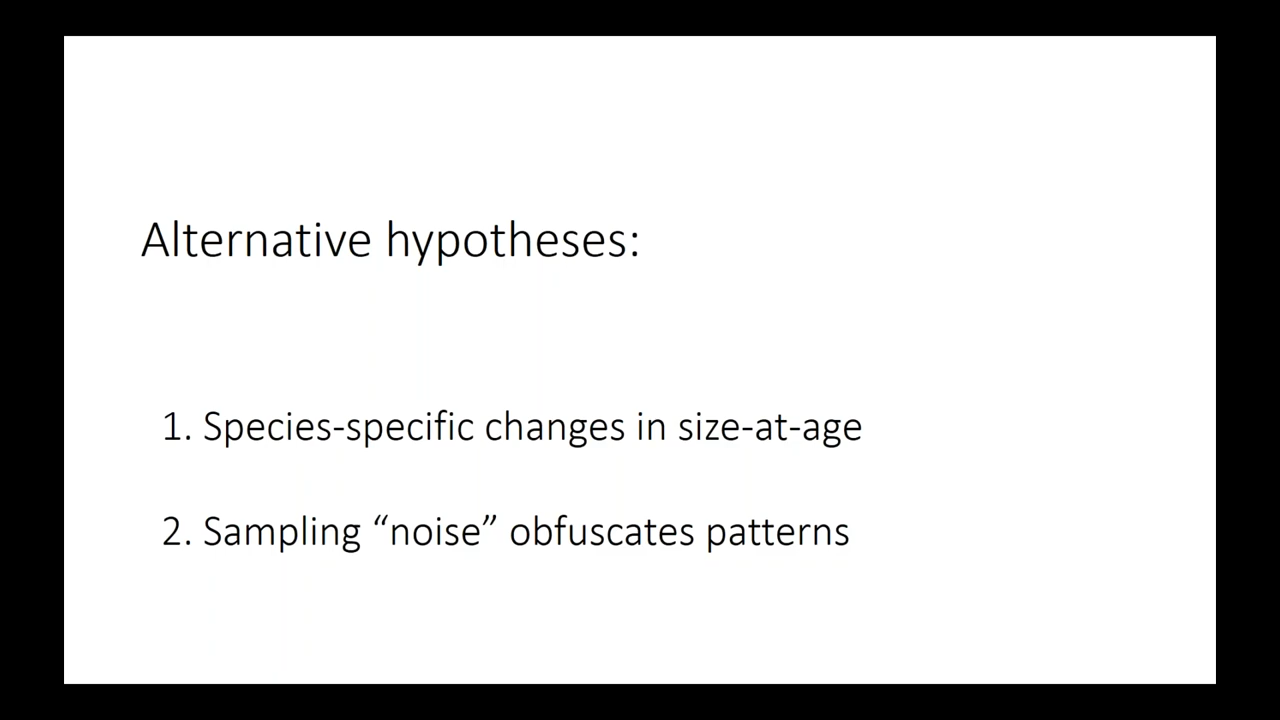 Alternative hypotheses:
1. Species-specific changes in size-at-age
2. Sampling “noise” obfuscates patterns